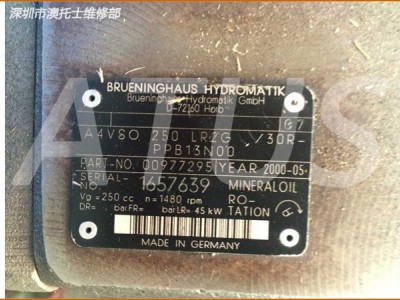 深圳市澳托士维修部
BRUENINGHAUS HYDROMATIK
Brueninghaus Hydromatik GmbH
D-72160 Horb
G7
A4VSO 250 LR2G /30R-
PPB13N00
PART-NO. 00977295 YEAR 2000-05
SERIAL-NO. 1657639 MINERALOIL
Vg = 250 cc n = 1480 rpm RO-
DR= bar FR= bar LR= 45 kW TATION
MADE IN GERMANY
ATUS